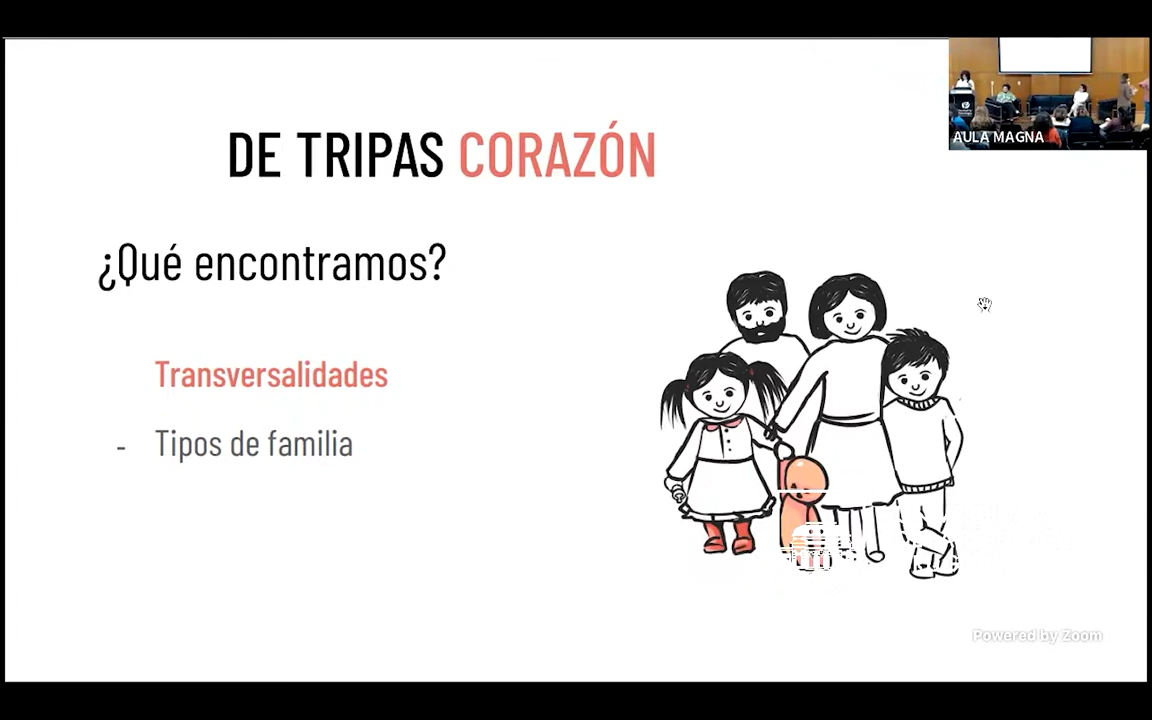 DE TRIPAS CORAZÓN
AULA MAGNA
¿Qué encontramos?
Transversalidades
- Tipos de familia
Powered by Zoom